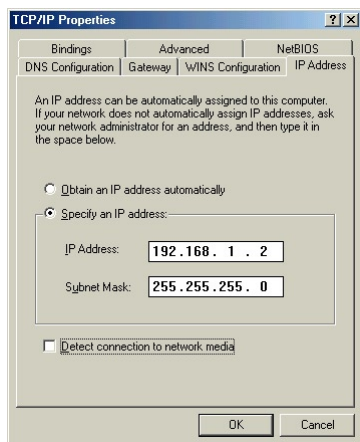 TCP/IP Properties
Bindings Advanced NetBIOS
DNS Configuration Gateway WINS Configuration IP Address
An IP address can be automatically assigned to this computer.
If your network does not automatically assign IP addresses, ask
your network administrator for an address, and then type it in
the space below.
Obtain an IP address automatically
Specify an IP address:
IP Address: 192.168. 1 . 2
Subnet Mask: 255.255.255. 0
Detect connection to network media
OK Cancel